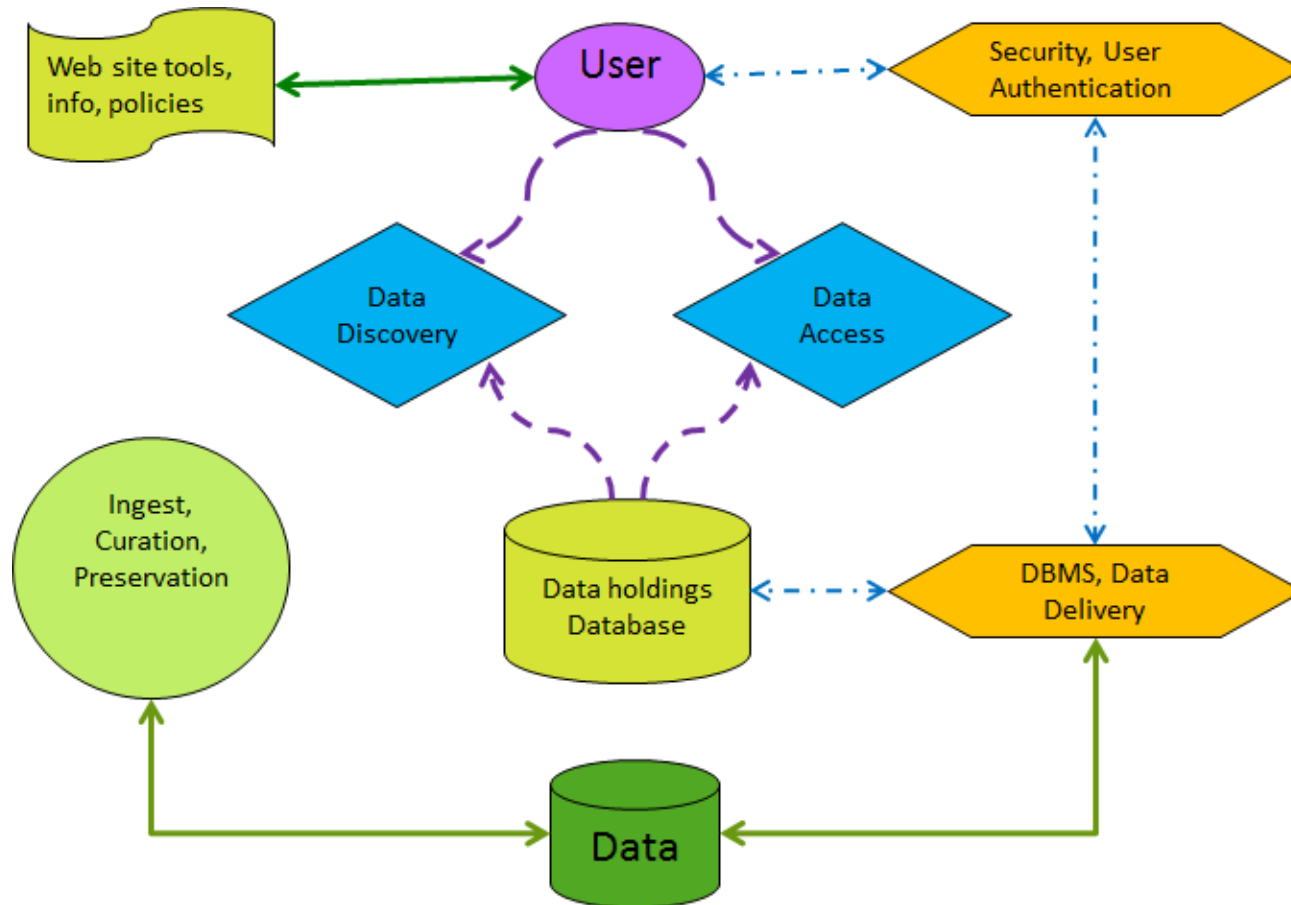 Web site tools,
info, policies
User
Security, User
Authentication
Data
Discovery
Data
Access
Ingest,
Curation,
Preservation
Data holdings
Database
DBMS, Data
Delivery
Data